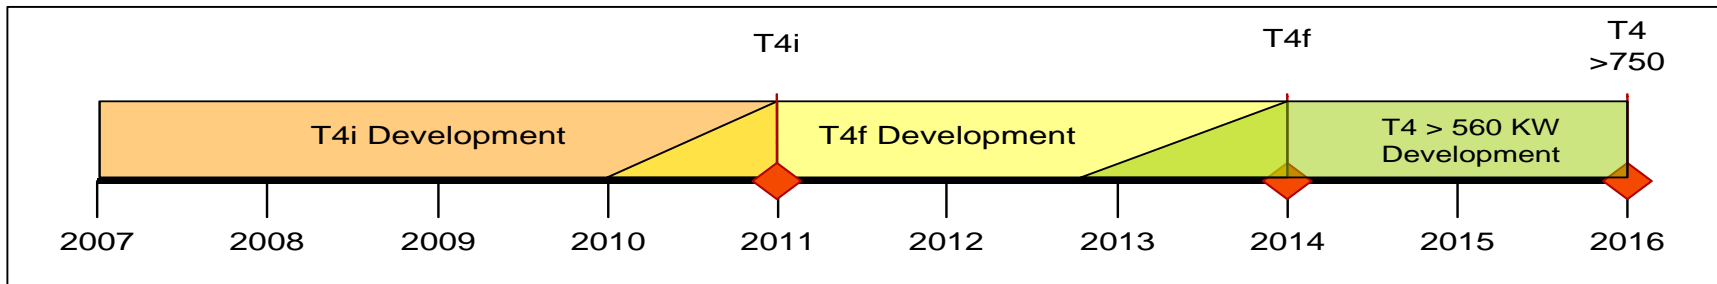 T4i
T4f
T4
>750
T4i Development
T4f Development
T4 > 560 KW
Development
2007
2008
2009
2010
2011
2012
2013
2014
2015
2016